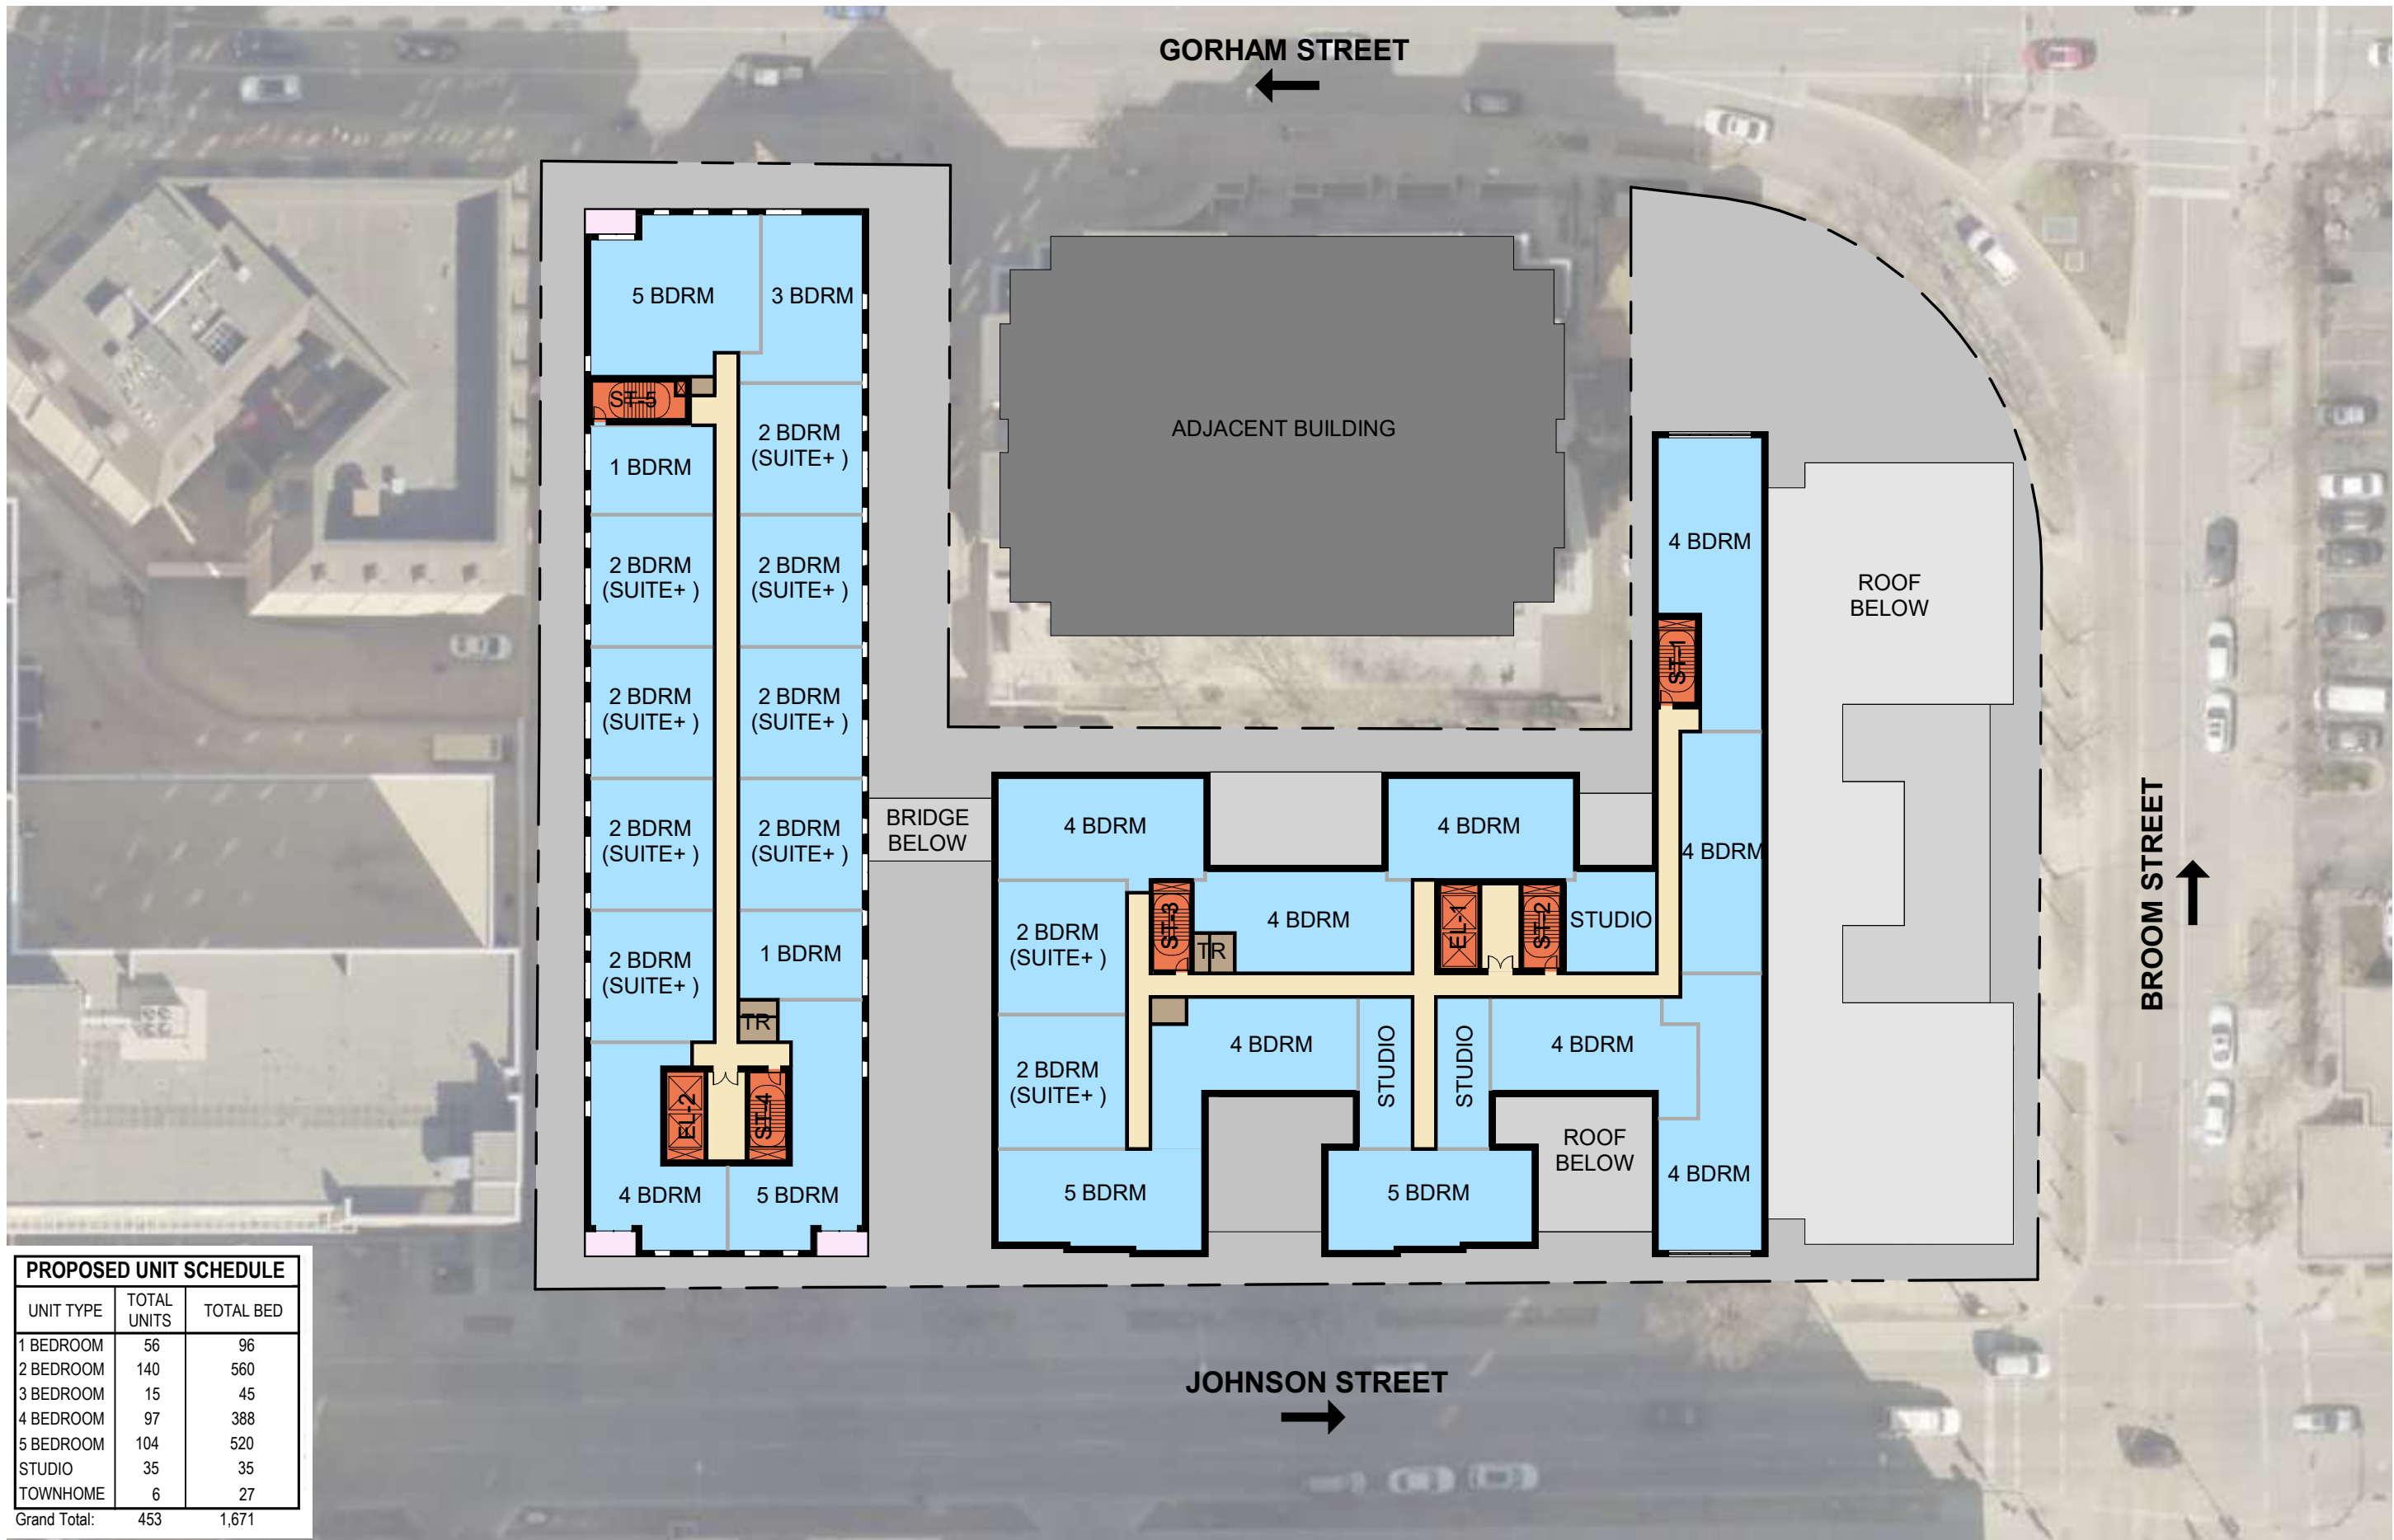 GORHAM STREET
5 BDRM
3 BDRM
ST-5
2 BDRM
(SUITE+ )
1 BDRM
2 BDRM
(SUITE+ )
2 BDRM
(SUITE+ )
2 BDRM
(SUITE+ )
2 BDRM
(SUITE+ )
2 BDRM
(SUITE+ )
2 BDRM
(SUITE+ )
2 BDRM
(SUITE+ )
1 BDRM
TR
EL-2
ST-4
4 BDRM
5 BDRM
ADJACENT BUILDING
BRIDGE
BELOW
4 BDRM
4 BDRM
2 BDRM
(SUITE+ )
ST-3
TR
4 BDRM
EL-1
ST-2
STUDIO
2 BDRM
(SUITE+ )
4 BDRM
STUDIO
STUDIO
4 BDRM
5 BDRM
5 BDRM
ROOF
BELOW
4 BDRM
ST-1
4 BDRM
4 BDRM
ROOF
BELOW
BROOM STREET
JOHNSON STREET
PROPOSED UNIT SCHEDULE
UNIT TYPE TOTAL UNITS TOTAL BED
1 BEDROOM 56 96
2 BEDROOM 140 560
3 BEDROOM 15 45
4 BEDROOM 97 388
5 BEDROOM 104 520
STUDIO 35 35
TOWNHOME 6 27
Grand Total: 453 1,671